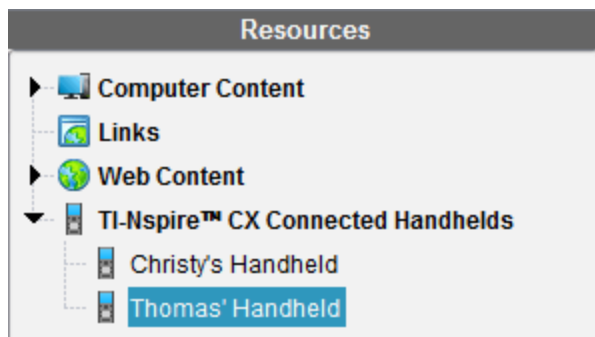 Resources
Computer Content
Links
Web Content
TI-Nspire™ CX Connected Handhelds
Christy's Handheld
Thomas' Handheld